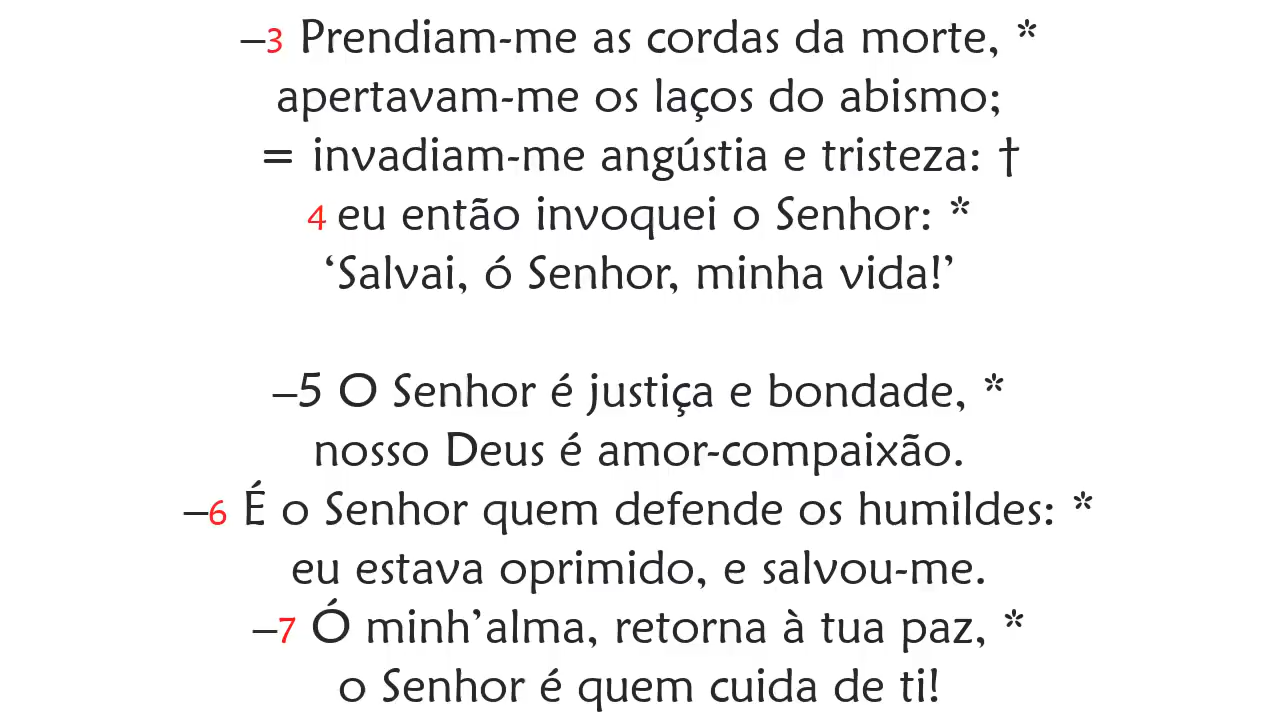 –3 Prendiam-me as cordas da morte, *
apertavam-me os laços do abismo;
= invadiam-me angústia e tristeza: †
4 eu então invoquei o Senhor: *
‘Salvai, ó Senhor, minha vida!’
–5 O Senhor é justiça e bondade, *
nosso Deus é amor-compaixão.
–6 É o Senhor quem defende os humildes: *
eu estava oprimido, e salvou-me.
–7 Ó minh’alma, retorna à tua paz, *
o Senhor é quem cuida de ti!